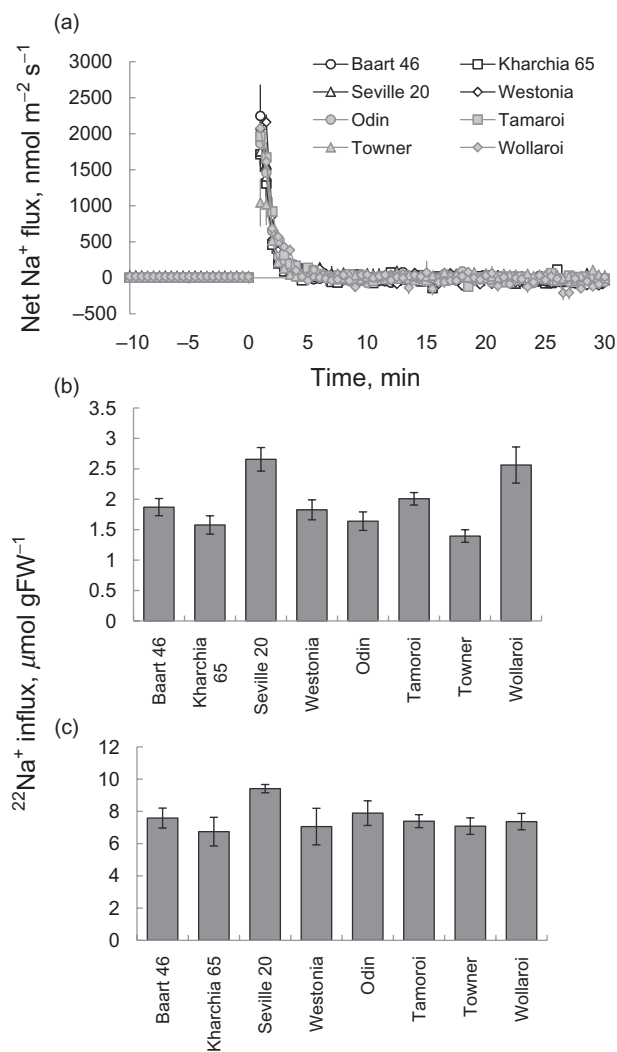 (a)
Net Na⁺ flux, nmol m⁻² s⁻¹
3000
2500
2000
1500
1000
500
0
−500
Baart 46
Kharchia 65
Seville 20
Westonia
Odin
Tamaroi
Towner
Wollaroi
−10
−5
0
5
10
15
20
25
30
Time, min
(b)
²²Na⁺ influx, µmol gFW⁻¹
3.5
3
2.5
2
1.5
1
0.5
0
Baart 46
Kharchia
65
Seville 20
Westonia
Odin
Tamoroi
Towner
Wollaroi
(c)
12
10
8
6
4
2
0
Baart 46
Kharchia 65
Seville 20
Westonia
Odin
Tamoroi
Towner
Wollaroi